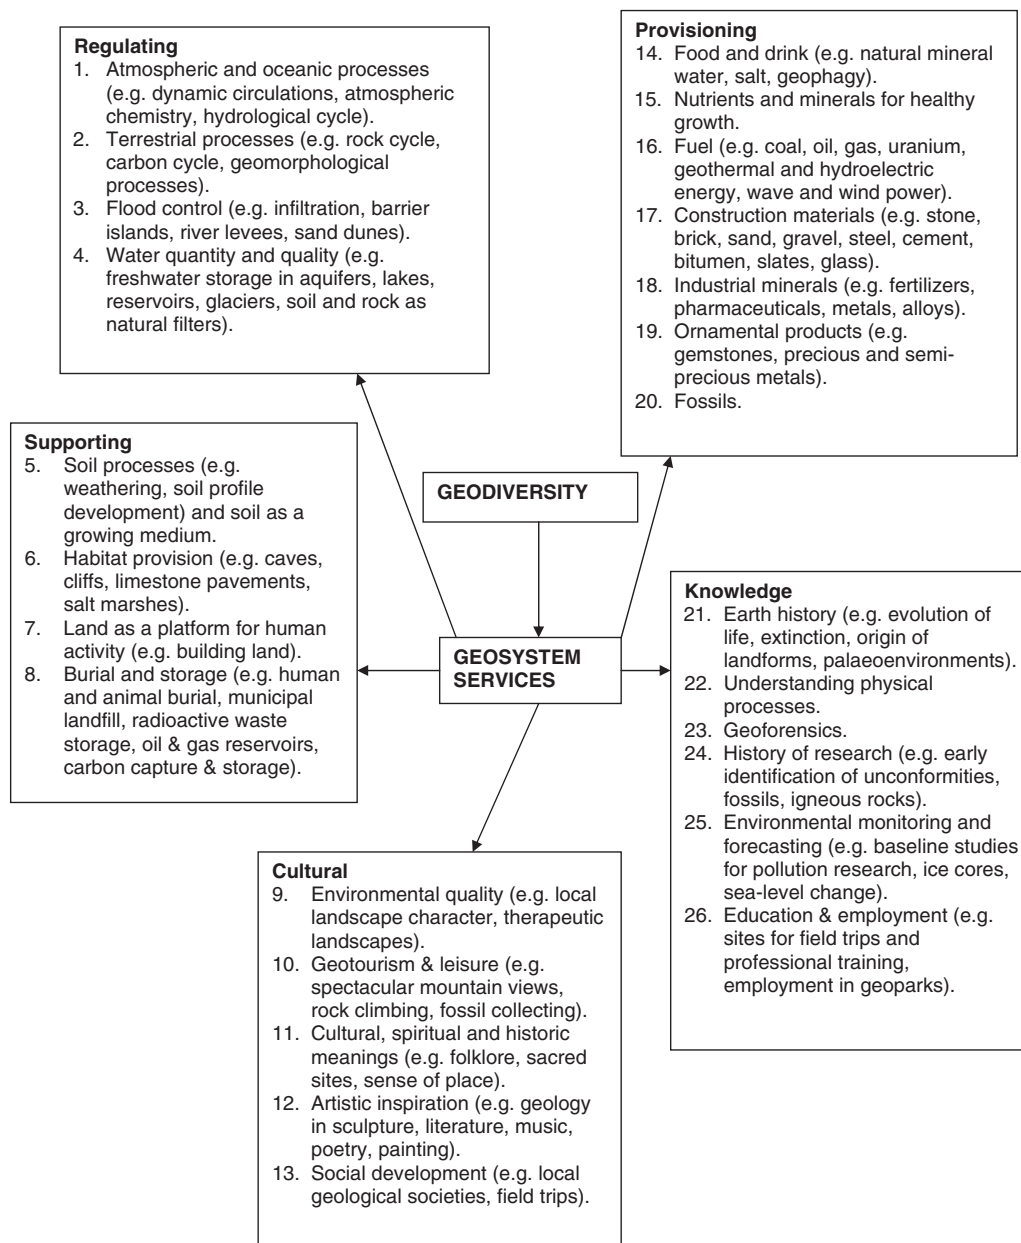 Regulating
1. Atmospheric and oceanic processes
(e.g. dynamic circulations, atmospheric
chemistry, hydrological cycle).
2. Terrestrial processes (e.g. rock cycle,
carbon cycle, geomorphological
processes).
3. Flood control (e.g. infiltration, barrier
islands, river levees, sand dunes).
4. Water quantity and quality (e.g.
freshwater storage in aquifers, lakes,
reservoirs, glaciers, soil and rock as
natural filters).
Provisioning
14. Food and drink (e.g. natural mineral
water, salt, geophagy).
15. Nutrients and minerals for healthy
growth.
16. Fuel (e.g. coal, oil, gas, uranium,
geothermal and hydroelectric
energy, wave and wind power).
17. Construction materials (e.g. stone,
brick, sand, gravel, steel, cement,
bitumen, slates, glass).
18. Industrial minerals (e.g. fertilizers,
pharmaceuticals, metals, alloys).
19. Ornamental products (e.g.
gemstones, precious and semi-
precious metals).
20. Fossils.
Supporting
5. Soil processes (e.g.
weathering, soil profile
development) and soil as a
growing medium.
6. Habitat provision (e.g. caves,
cliffs, limestone pavements,
salt marshes).
7. Land as a platform for human
activity (e.g. building land).
8. Burial and storage (e.g. human
and animal burial, municipal
landfill, radioactive waste
storage, oil & gas reservoirs,
carbon capture & storage).
GEODIVERSITY
GEOSYSTEM
SERVICES
Knowledge
21. Earth history (e.g. evolution of
life, extinction, origin of
landforms, palaeoenvironments).
22. Understanding physical
processes.
23. Geoforensics.
24. History of research (e.g. early
identification of unconformities,
fossils, igneous rocks).
25. Environmental monitoring and
forecasting (e.g. baseline studies
for pollution research, ice cores,
sea-level change).
26. Education & employment (e.g.
sites for field trips and
professional training,
employment in geoparks).
Cultural
9. Environmental quality (e.g. local
landscape character, therapeutic
landscapes).
10. Geotourism & leisure (e.g.
spectacular mountain views,
rock climbing, fossil collecting).
11. Cultural, spiritual and historic
meanings (e.g. folklore, sacred
sites, sense of place).
12. Artistic inspiration (e.g. geology
in sculpture, literature, music,
poetry, painting).
13. Social development (e.g. local
geological societies, field trips).